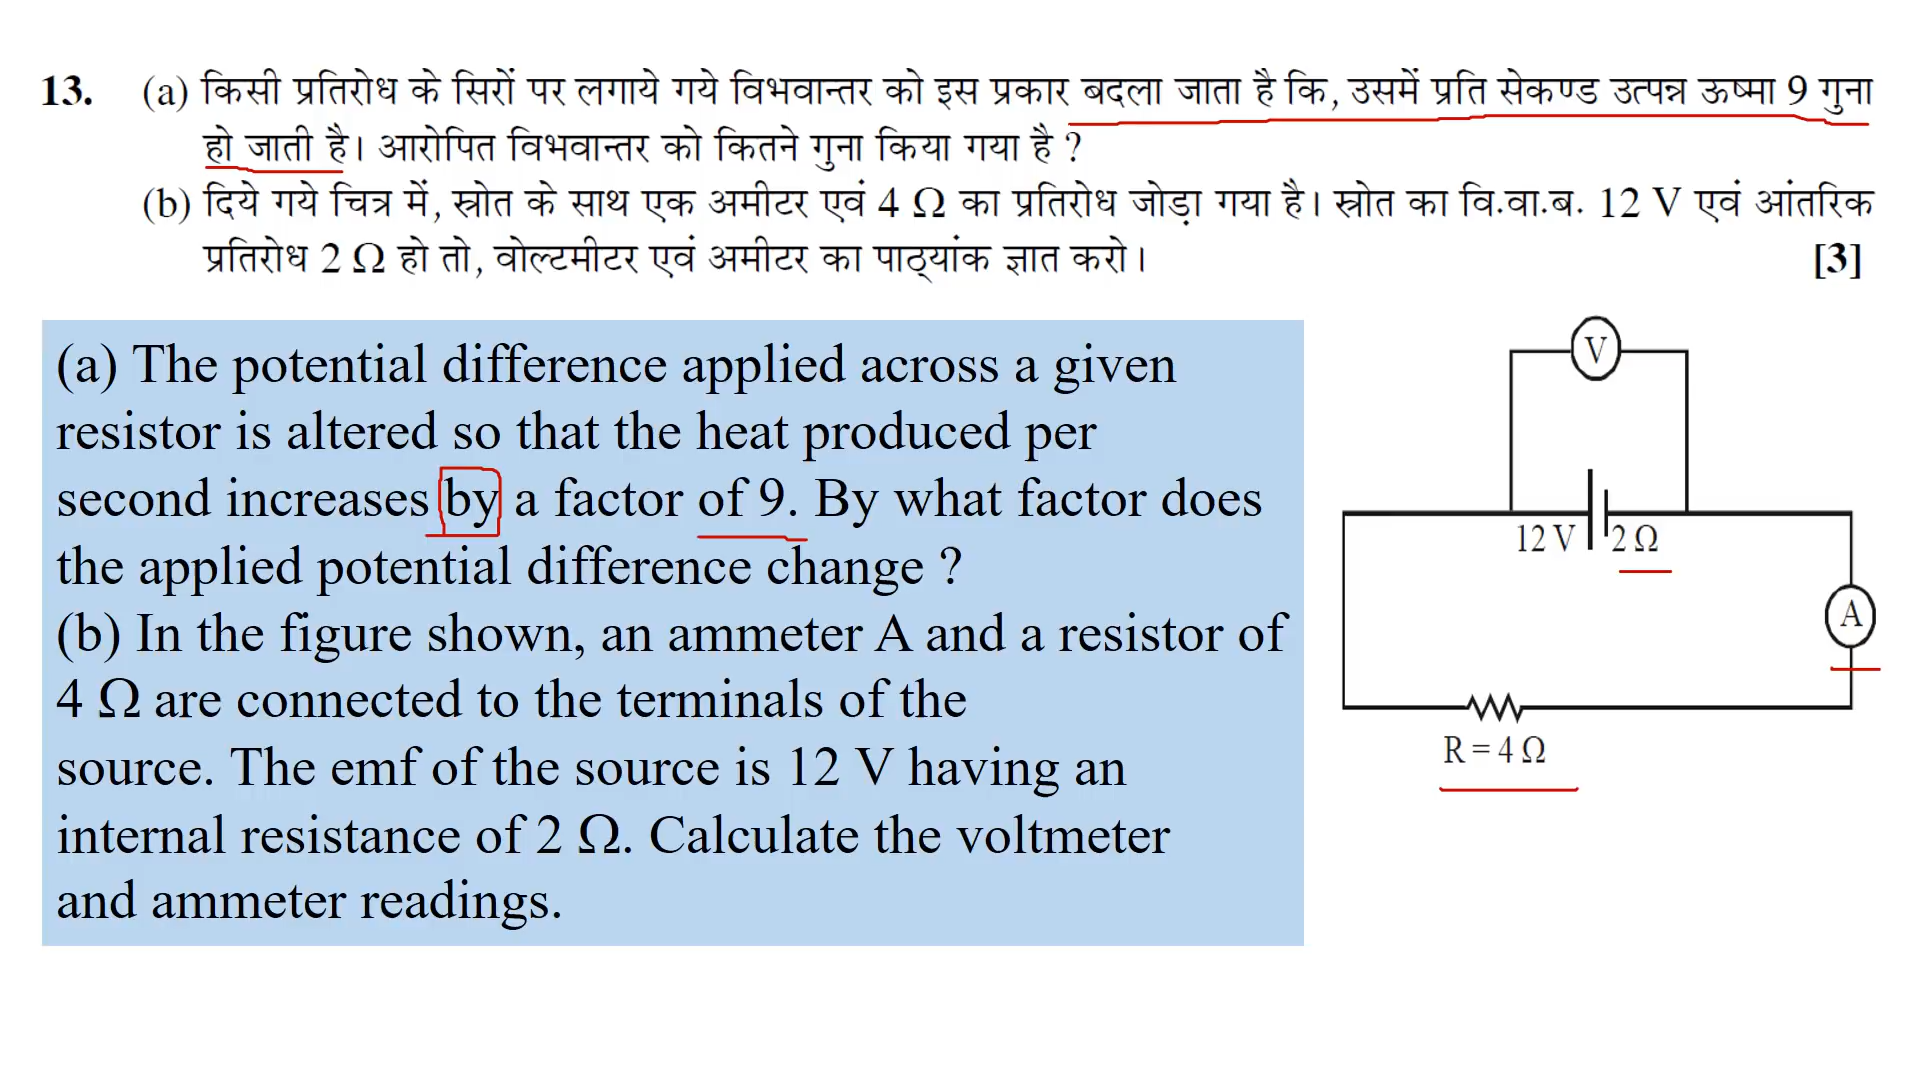 13. (a) किसी प्रतिरोध के सिरों पर लगाये गये विभवान्तर को इस प्रकार बदला जाता है कि, उसमें प्रति सेकण्ड उत्पन्न ऊष्मा 9 गुना
हो जाती है। आरोपित विभवान्तर को कितने गुना किया गया है ?
(b) दिये गये चित्र में, स्रोत के साथ एक अमीटर एवं 4 Ω का प्रतिरोध जोड़ा गया है। स्रोत का वि.वा.ब. 12 V एवं आंतरिक
प्रतिरोध 2 Ω हो तो, वोल्टमीटर एवं अमीटर का पाठ्यांक ज्ञात करो। [3]
(a) The potential difference applied across a given
resistor is altered so that the heat produced per
second increases by a factor of 9. By what factor does
the applied potential difference change ?
(b) In the figure shown, an ammeter A and a resistor of
4 Ω are connected to the terminals of the
source. The emf of the source is 12 V having an
internal resistance of 2 Ω. Calculate the voltmeter
and ammeter readings.
V
12 V 2 Ω
A
R = 4 Ω